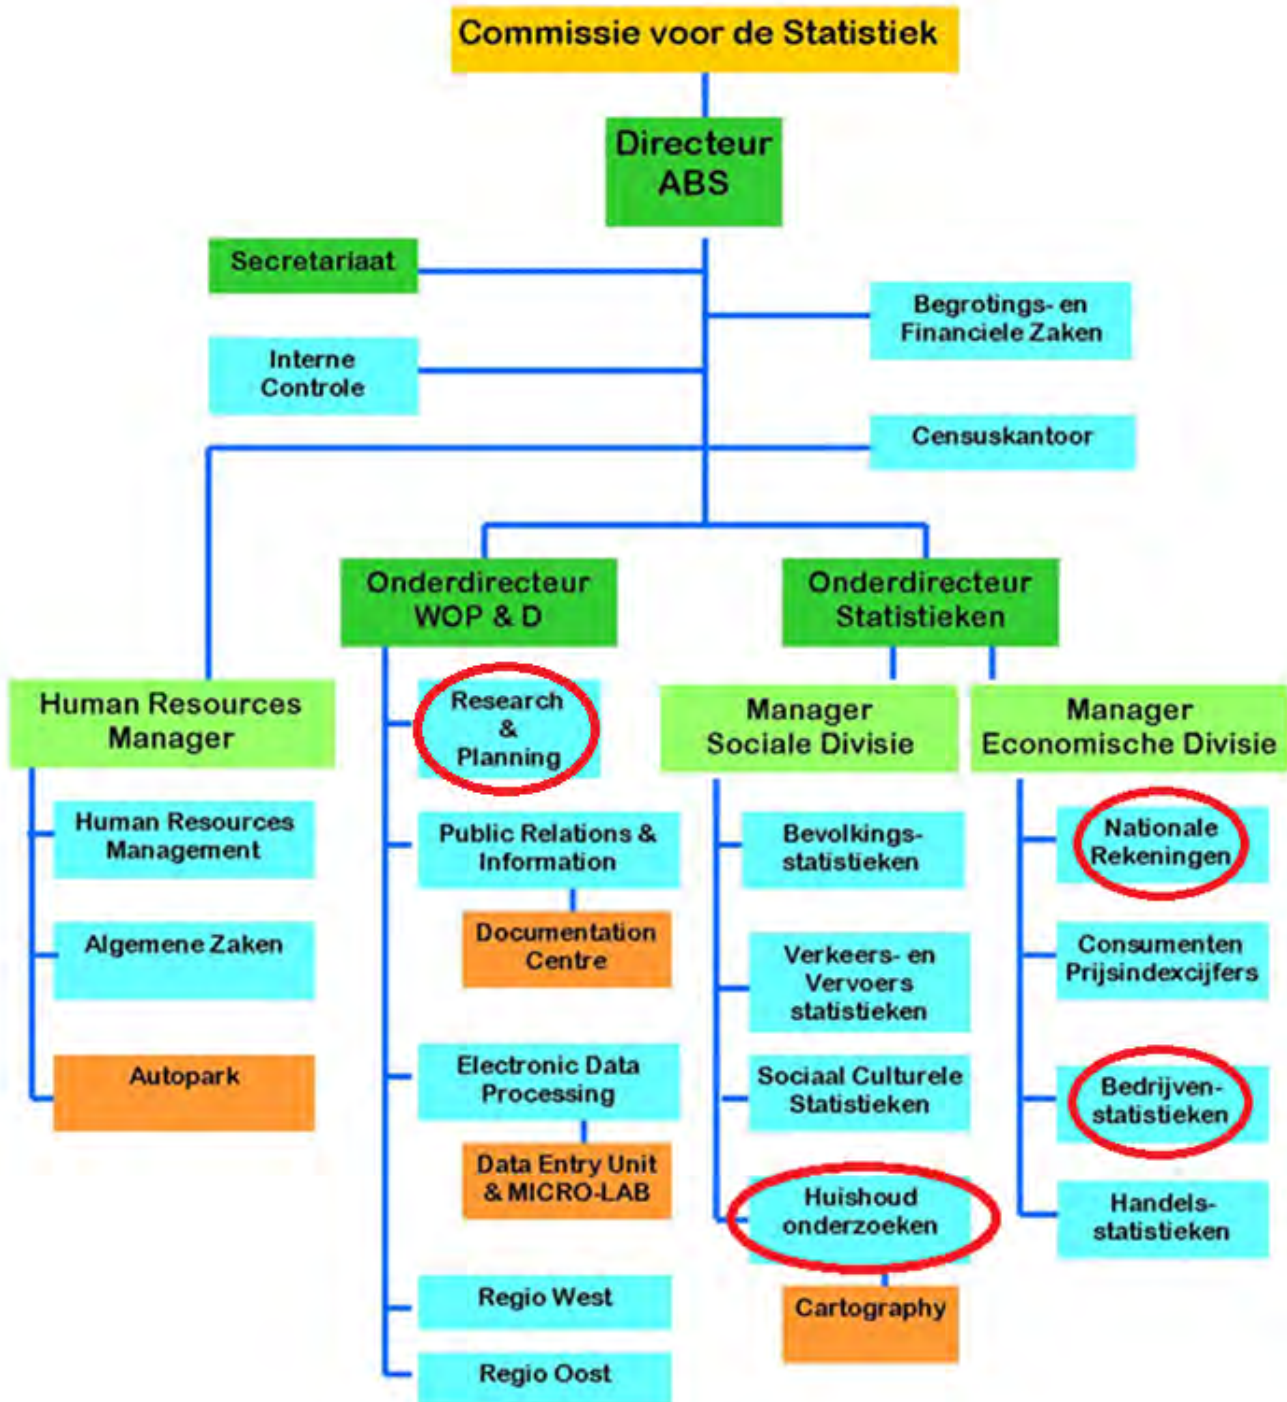 Commissie voor de Statistiek
Directeur
ABS
Secretariaat
Begrotings- en
Financiele Zaken
Interne
Controle
Censuskantoor
Onderdirecteur
WOP & D
Onderdirecteur
Statistieken
Human Resources
Manager
Human Resources
Management
Algemene Zaken
Autopark
Research
&
Planning
Public Relations &
Information
Documentation
Centre
Electronic Data
Processing
Data Entry Unit
& MICRO-LAB
Regio West
Regio Oost
Manager
Sociale Divisie
Bevolkings-
statistieken
Verkeers- en
Vervoers
statistieken
Sociaal Culturele
Statistieken
Huishoud
onderzoeken
Cartography
Manager
Economische Divisie
Nationale
Rekeningen
Consumenten
Prijsindexcijfers
Bedrijven-
statistieken
Handels-
statistieken